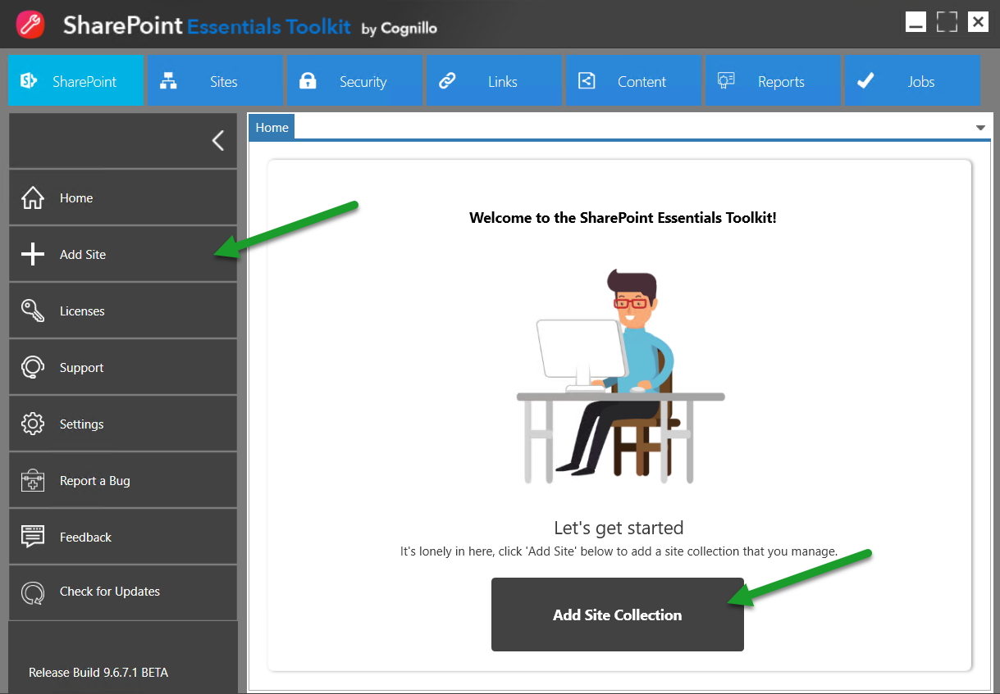 SharePoint Essentials Toolkit by Cognillo
SharePoint
Sites
Security
Links
Content
Reports
Jobs
Home
Add Site
Licenses
Support
Settings
Report a Bug
Feedback
Check for Updates
Release Build 9.6.7.1 BETA
Home
Welcome to the SharePoint Essentials Toolkit!
Let's get started
It's lonely in here, click 'Add Site' below to add a site collection that you manage.
Add Site Collection